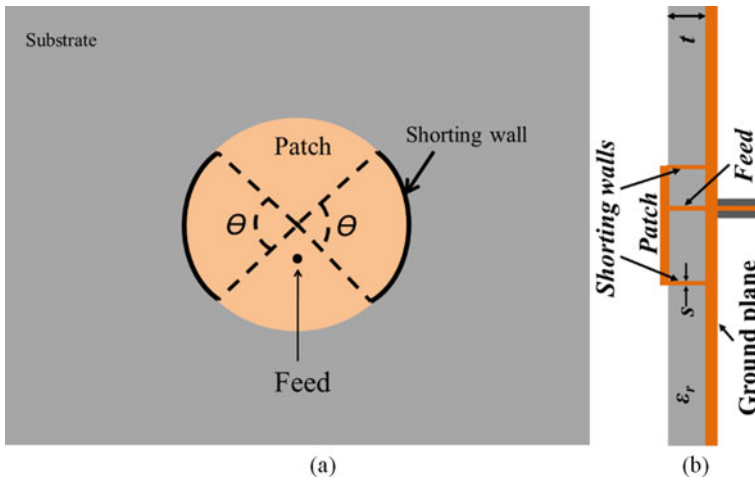 Substrate
Patch
Shorting wall
θ
θ
Feed
(a)
t
Shorting walls
Patch
Feed
s
Ground plane
εr
(b)